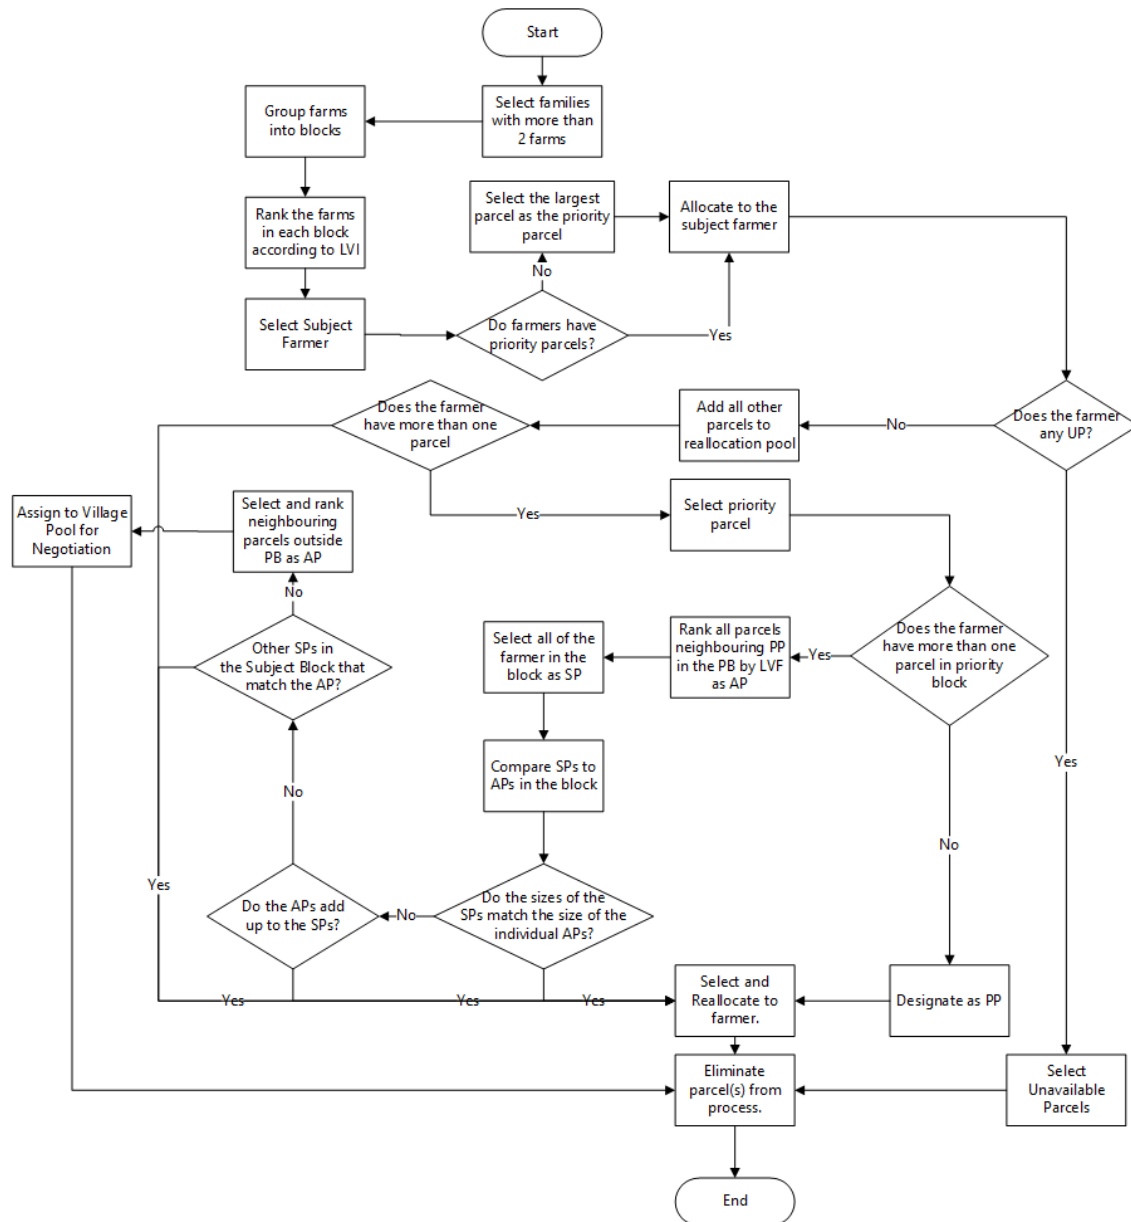 Start
Select families
with more than
2 farms
Group farms
into blocks
Rank the farms
in each block
according to LVI
Select Subject
Farmer
Do farmers have
priority parcels?
No
Yes
Select the largest
parcel as the priority
parcel
Allocate to the
subject farmer
Does the farmer
any UP?
No
Yes
Add all other
parcels to
reallocation pool
Does the farmer
have more than one
parcel
Yes
Select priority
parcel
Does the farmer
have more than one
parcel in priority
block
Yes
No
Rank all parcels
neighbouring PP
in the PB by LVF
as AP
Select all of the
farmer in the
block as SP
Compare SPs to
APs in the block
Do the sizes of the
SPs match the size of the
individual APs?
No
Yes
Do the APs add
up to the SPs?
No
Yes
Other SPs in
the Subject Block that
match the AP?
No
Yes
Select and rank
neighbouring
parcels outside
PB as AP
Assign to Village
Pool for
Negotiation
Yes
Designate as PP
Select and
Reallocate to
farmer.
Select
Unavailable
Parcels
Eliminate
parcel(s) from
process.
End